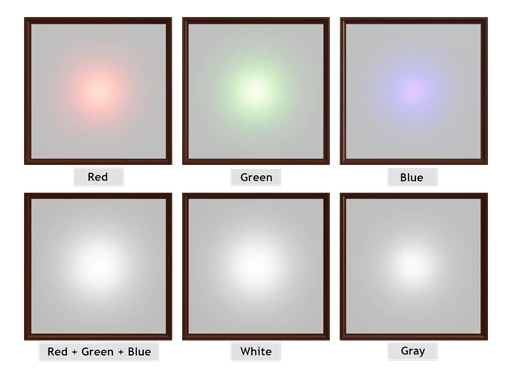 Red
Green
Blue
Red + Green + Blue
White
Gray